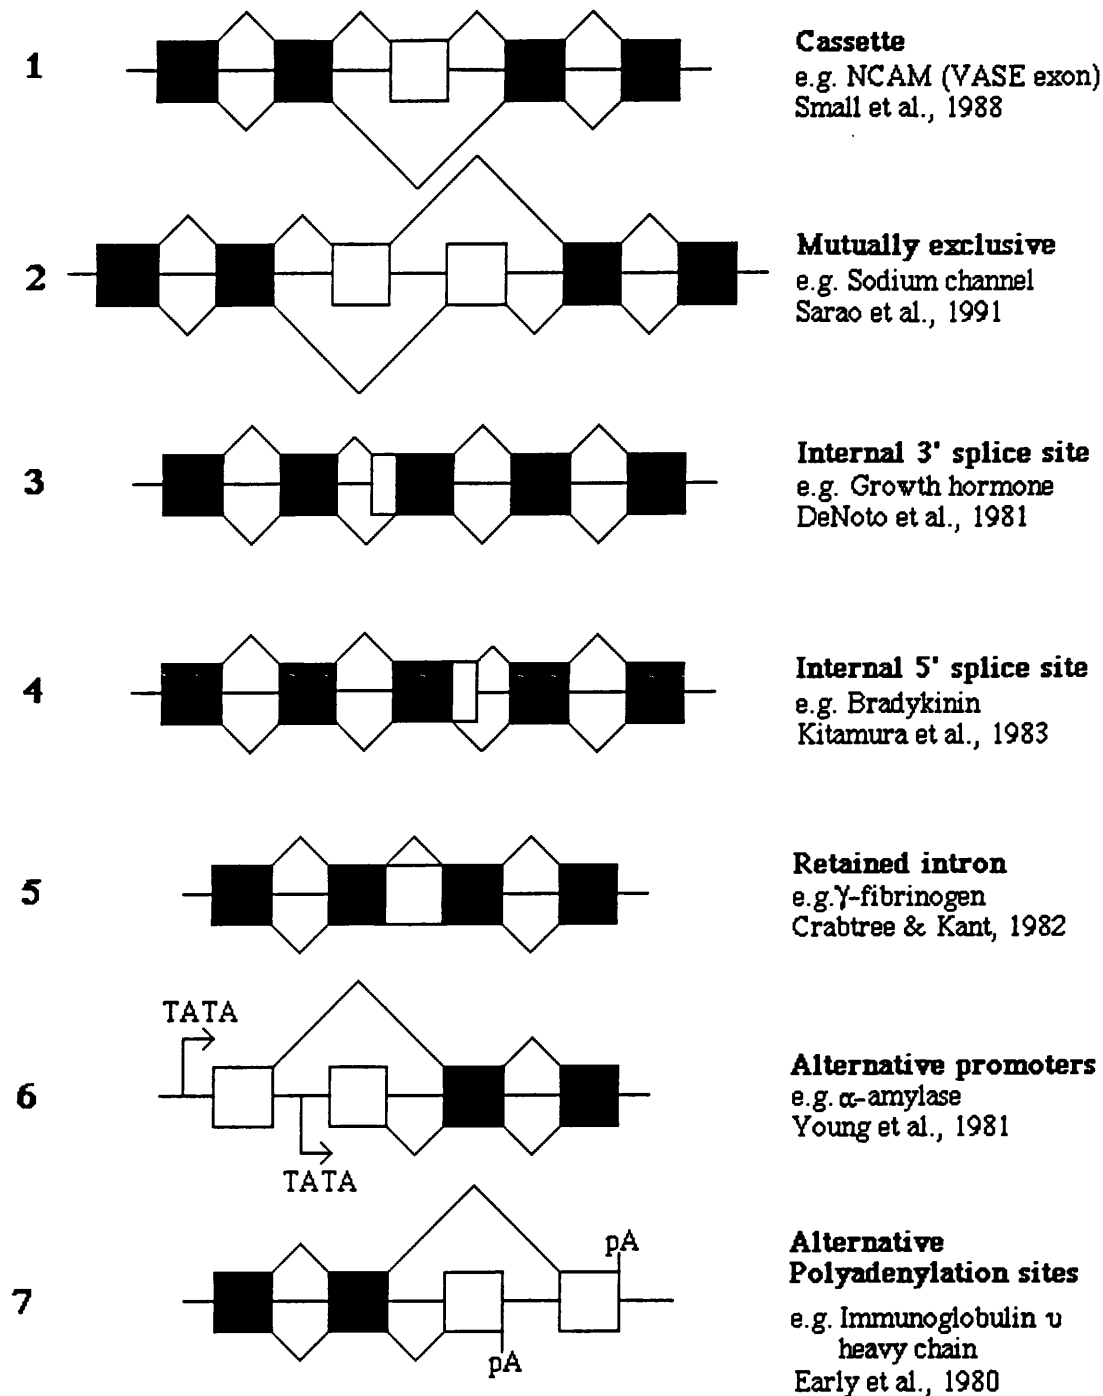 1
Cassette
e.g. NCAM (VASE exon)
Small et al., 1988
2
Mutually exclusive
e.g. Sodium channel
Sarao et al., 1991
3
Internal 3' splice site
e.g. Growth hormone
DeNoto et al., 1981
4
Internal 5' splice site
e.g. Bradykinin
Kitamura et al., 1983
5
Retained intron
e.g.γ-fibrinogen
Crabtree & Kant, 1982
6
TATA
TATA
Alternative promoters
e.g. α-amylase
Young et al., 1981
7
pA
pA
Alternative
Polyadenylation sites
e.g. Immunoglobulin υ
heavy chain
Early et al., 1980